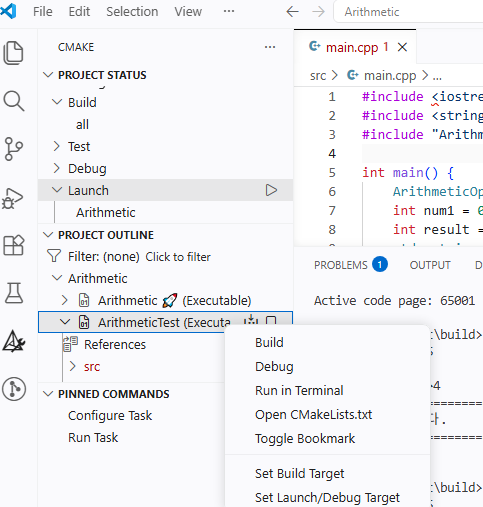 File Edit Selection View ... Arithmetic
CMAKE
PROJECT STATUS
Build
all
Test
Debug
Launch
Arithmetic
PROJECT OUTLINE
Filter: (none) Click to filter
Arithmetic
Arithmetic 🚀 (Executable)
ArithmeticTest (Executa
References
src
PINNED COMMANDS
Configure Task
Run Task
main.cpp 1
src > main.cpp > ...
1 #include <iostre
2 #include <string
3 #include "Arithm
4
5 int main() {
6 ArithmeticOp
7 int num1 = 0
8 int result =
PROBLEMS 1 OUTPUT DE
Active code page: 65001
t\build>
>4
==========
다.
==========
t\build>
Build
Debug
Run in Terminal
Open CMakeLists.txt
Toggle Bookmark
Set Build Target
Set Launch/Debug Target